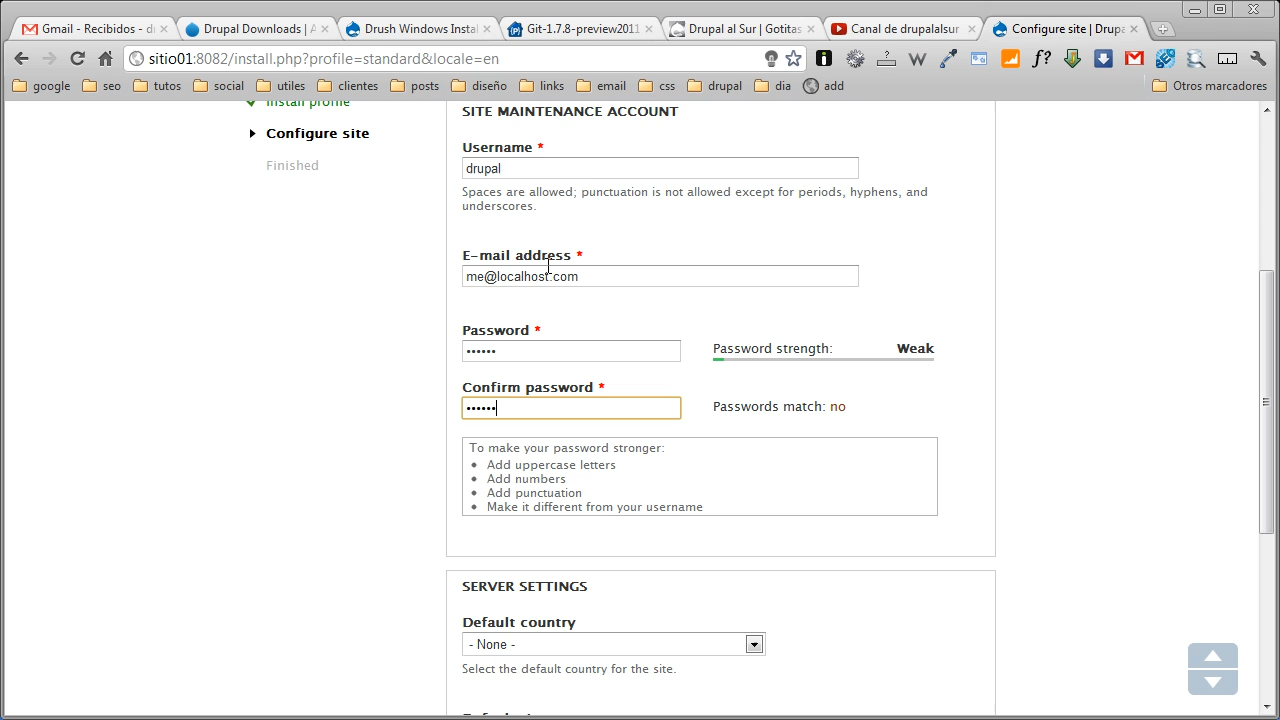 Gmail - Recibidos - dr
Drupal Downloads | A
Drush Windows Instal
Git-1.7.8-preview2011
Drupal al Sur | Gotitas
Canal de drupalsur
Configure site | Drupa
sitio01:8082/install.php?profile=standard&locale=en
google
seo
tutos
social
utiles
clientes
posts
diseño
links
email
css
drupal
dia
add
Otros marcadores
Install profile
Configure site
Finished
SITE MAINTENANCE ACCOUNT
Username *
drupal
Spaces are allowed; punctuation is not allowed except for periods, hyphens, and
underscores.
E-mail address *
me@localhost.com
Password *
••••••
Password strength: Weak
Confirm password *
••••••
Passwords match: no
To make your password stronger:
• Add uppercase letters
• Add numbers
• Add punctuation
• Make it different from your username
SERVER SETTINGS
Default country
- None -
Select the default country for the site.